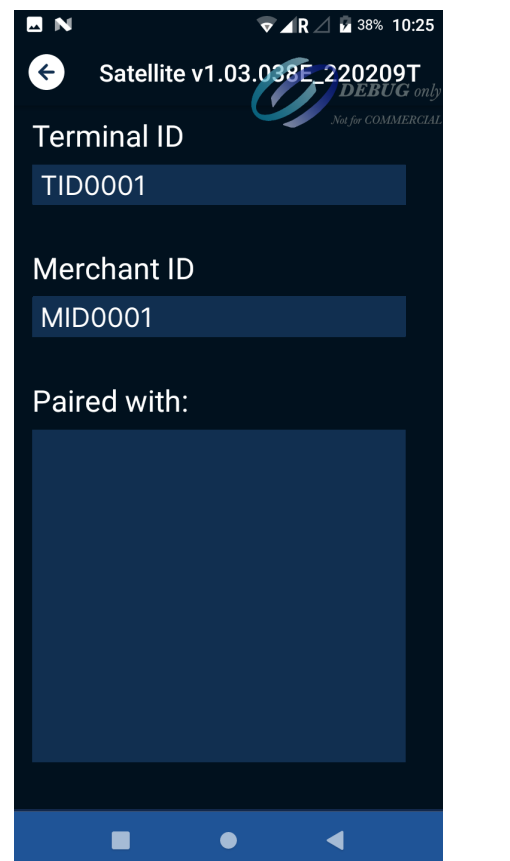 38% 10:25
Satellite v1.03.038E_220209T
DEBUG only
Not for COMMERCIAL
Terminal ID
TID0001
Merchant ID
MID0001
Paired with: